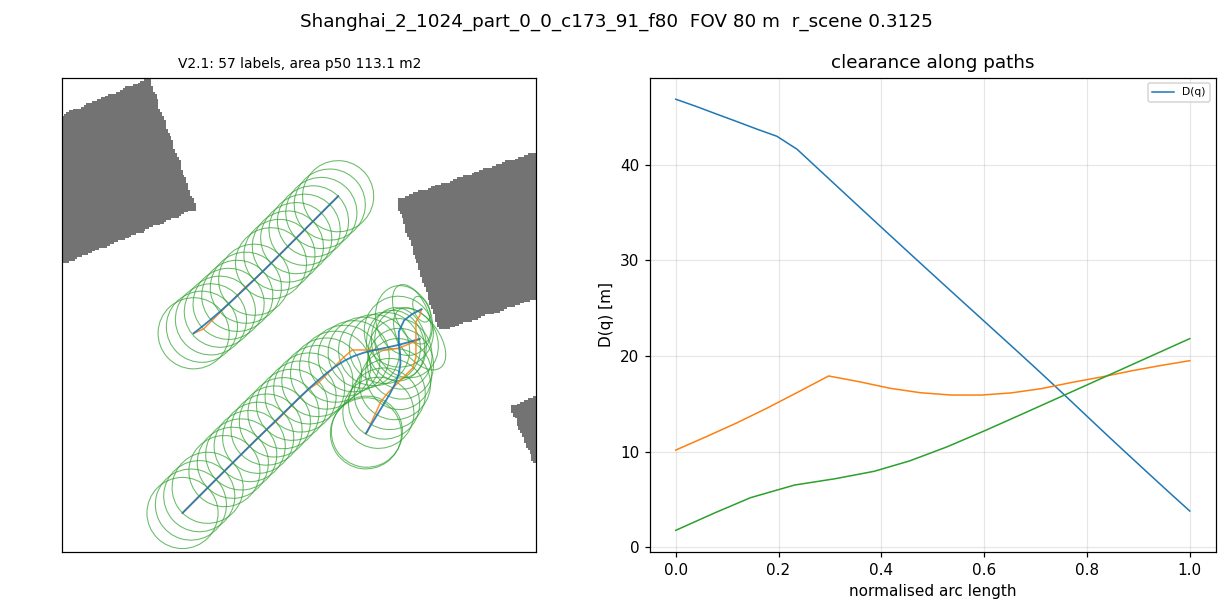 Shanghai_2_1024_part_0_0_c173_91_f80  FOV 80 m  r_scene 0.3125
V2.1: 57 labels, area p50 113.1 m2
clearance along paths
D(q)
D(q) [m]
40
30
20
10
0
0.0 0.2 0.4 0.6 0.8 1.0
normalised arc length